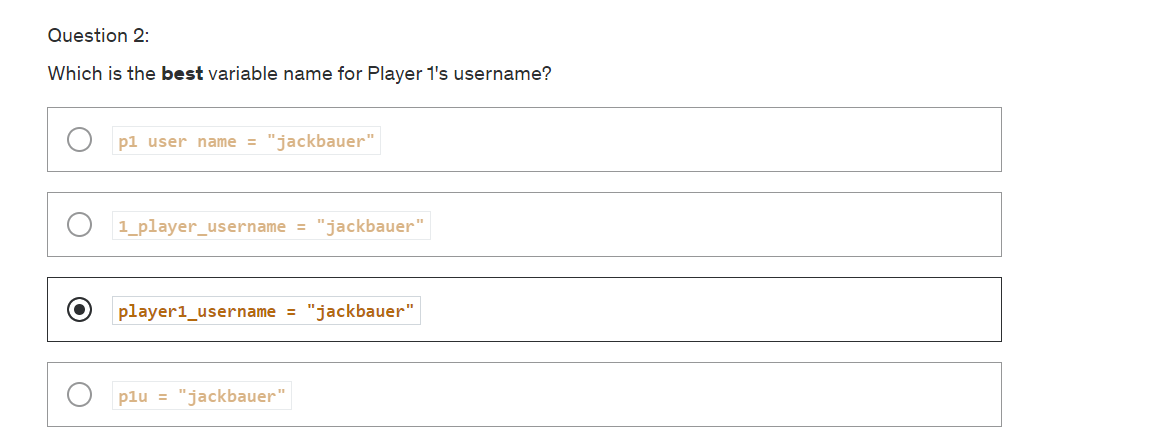 Question 2:
Which is the best variable name for Player 1's username?
p1 user name = "jackbauer"
1_player_username = "jackbauer"
player1_username = "jackbauer"
p1u = "jackbauer"